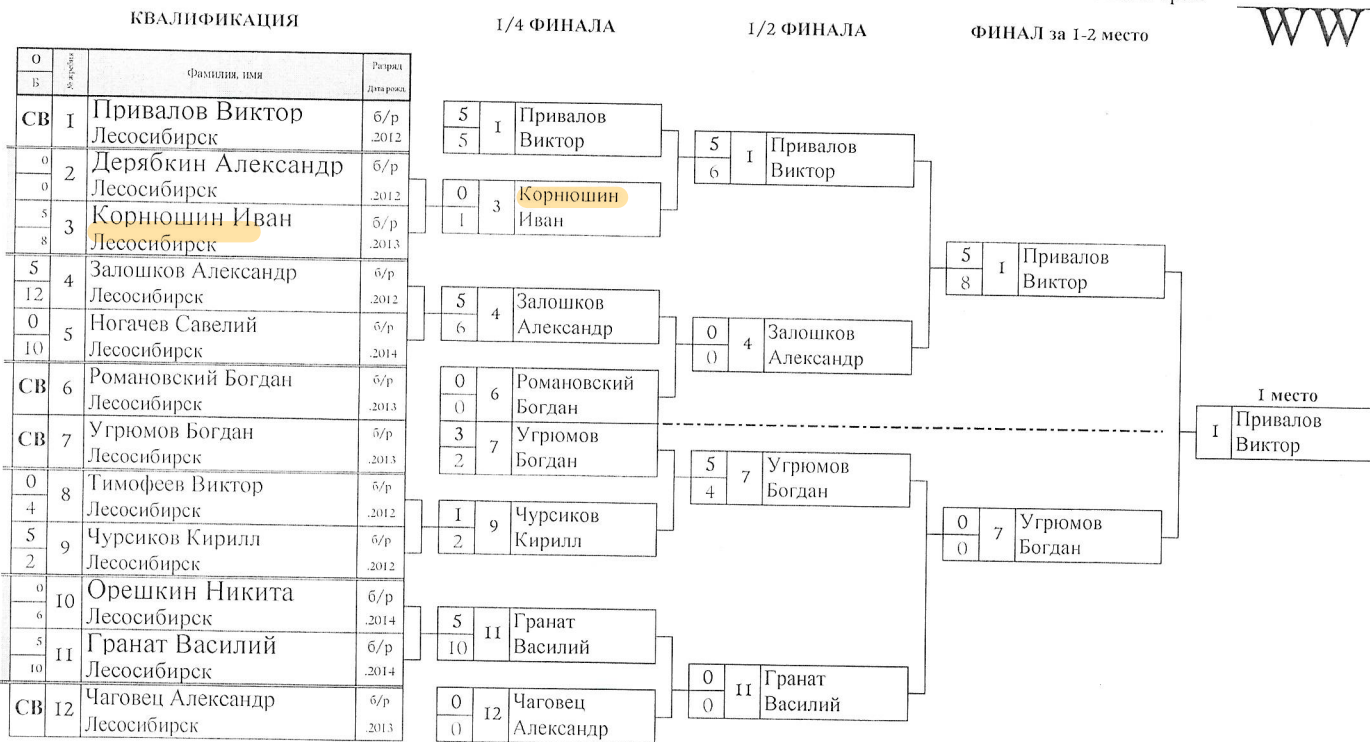 КВАЛИФИКАЦИЯ
1/4 ФИНАЛА
1/2 ФИНАЛА
ФИНАЛ за 1-2 место
WW
О
Б
№ жребия
Фамилия, имя
Разряд
Дата рожд.
СВ 1 Привалов Виктор б/р
Лесосибирск .2012
0 2 Дерябкин Александр б/р
0 Лесосибирск .2012
5 3 Корнюшин Иван б/р
8 Лесосибирск .2013
5 4 Залошков Александр б/р
12 Лесосибирск .2012
0 5 Ногачев Савелий б/р
10 Лесосибирск .2014
СВ 6 Романовский Богдан б/р
Лесосибирск .2013
СВ 7 Угрюмов Богдан б/р
Лесосибирск .2013
0 8 Тимофеев Виктор б/р
4 Лесосибирск .2012
5 9 Чурсиков Кирилл б/р
2 Лесосибирск .2012
0 10 Орешкин Никита б/р
6 Лесосибирск .2014
5 11 Гранат Василий б/р
10 Лесосибирск .2014
СВ 12 Чаговец Александр б/р
Лесосибирск .2013
5 1 Привалов
5 Виктор
0 3 Корнюшин
1 Иван
5 4 Залошков
6 Александр
0 6 Романовский
0 Богдан
3 7 Угрюмов
2 Богдан
1 9 Чурсиков
2 Кирилл
5 11 Гранат
10 Василий
0 12 Чаговец
0 Александр
5 1 Привалов
6 Виктор
0 4 Залошков
0 Александр
5 7 Угрюмов
4 Богдан
0 11 Гранат
0 Василий
5 1 Привалов
8 Виктор
0 7 Угрюмов
0 Богдан
1 место
1 Привалов
Виктор